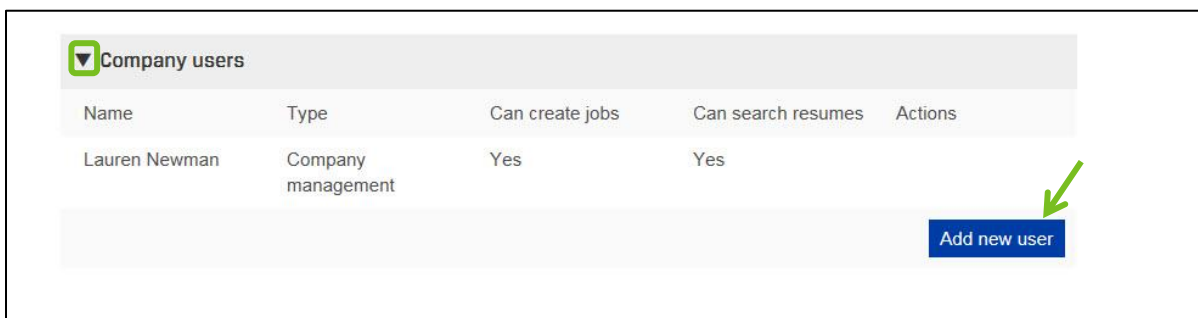 ▼ Company users
Name Type Can create jobs Can search resumes Actions
Lauren Newman Company Yes Yes
management
Add new user